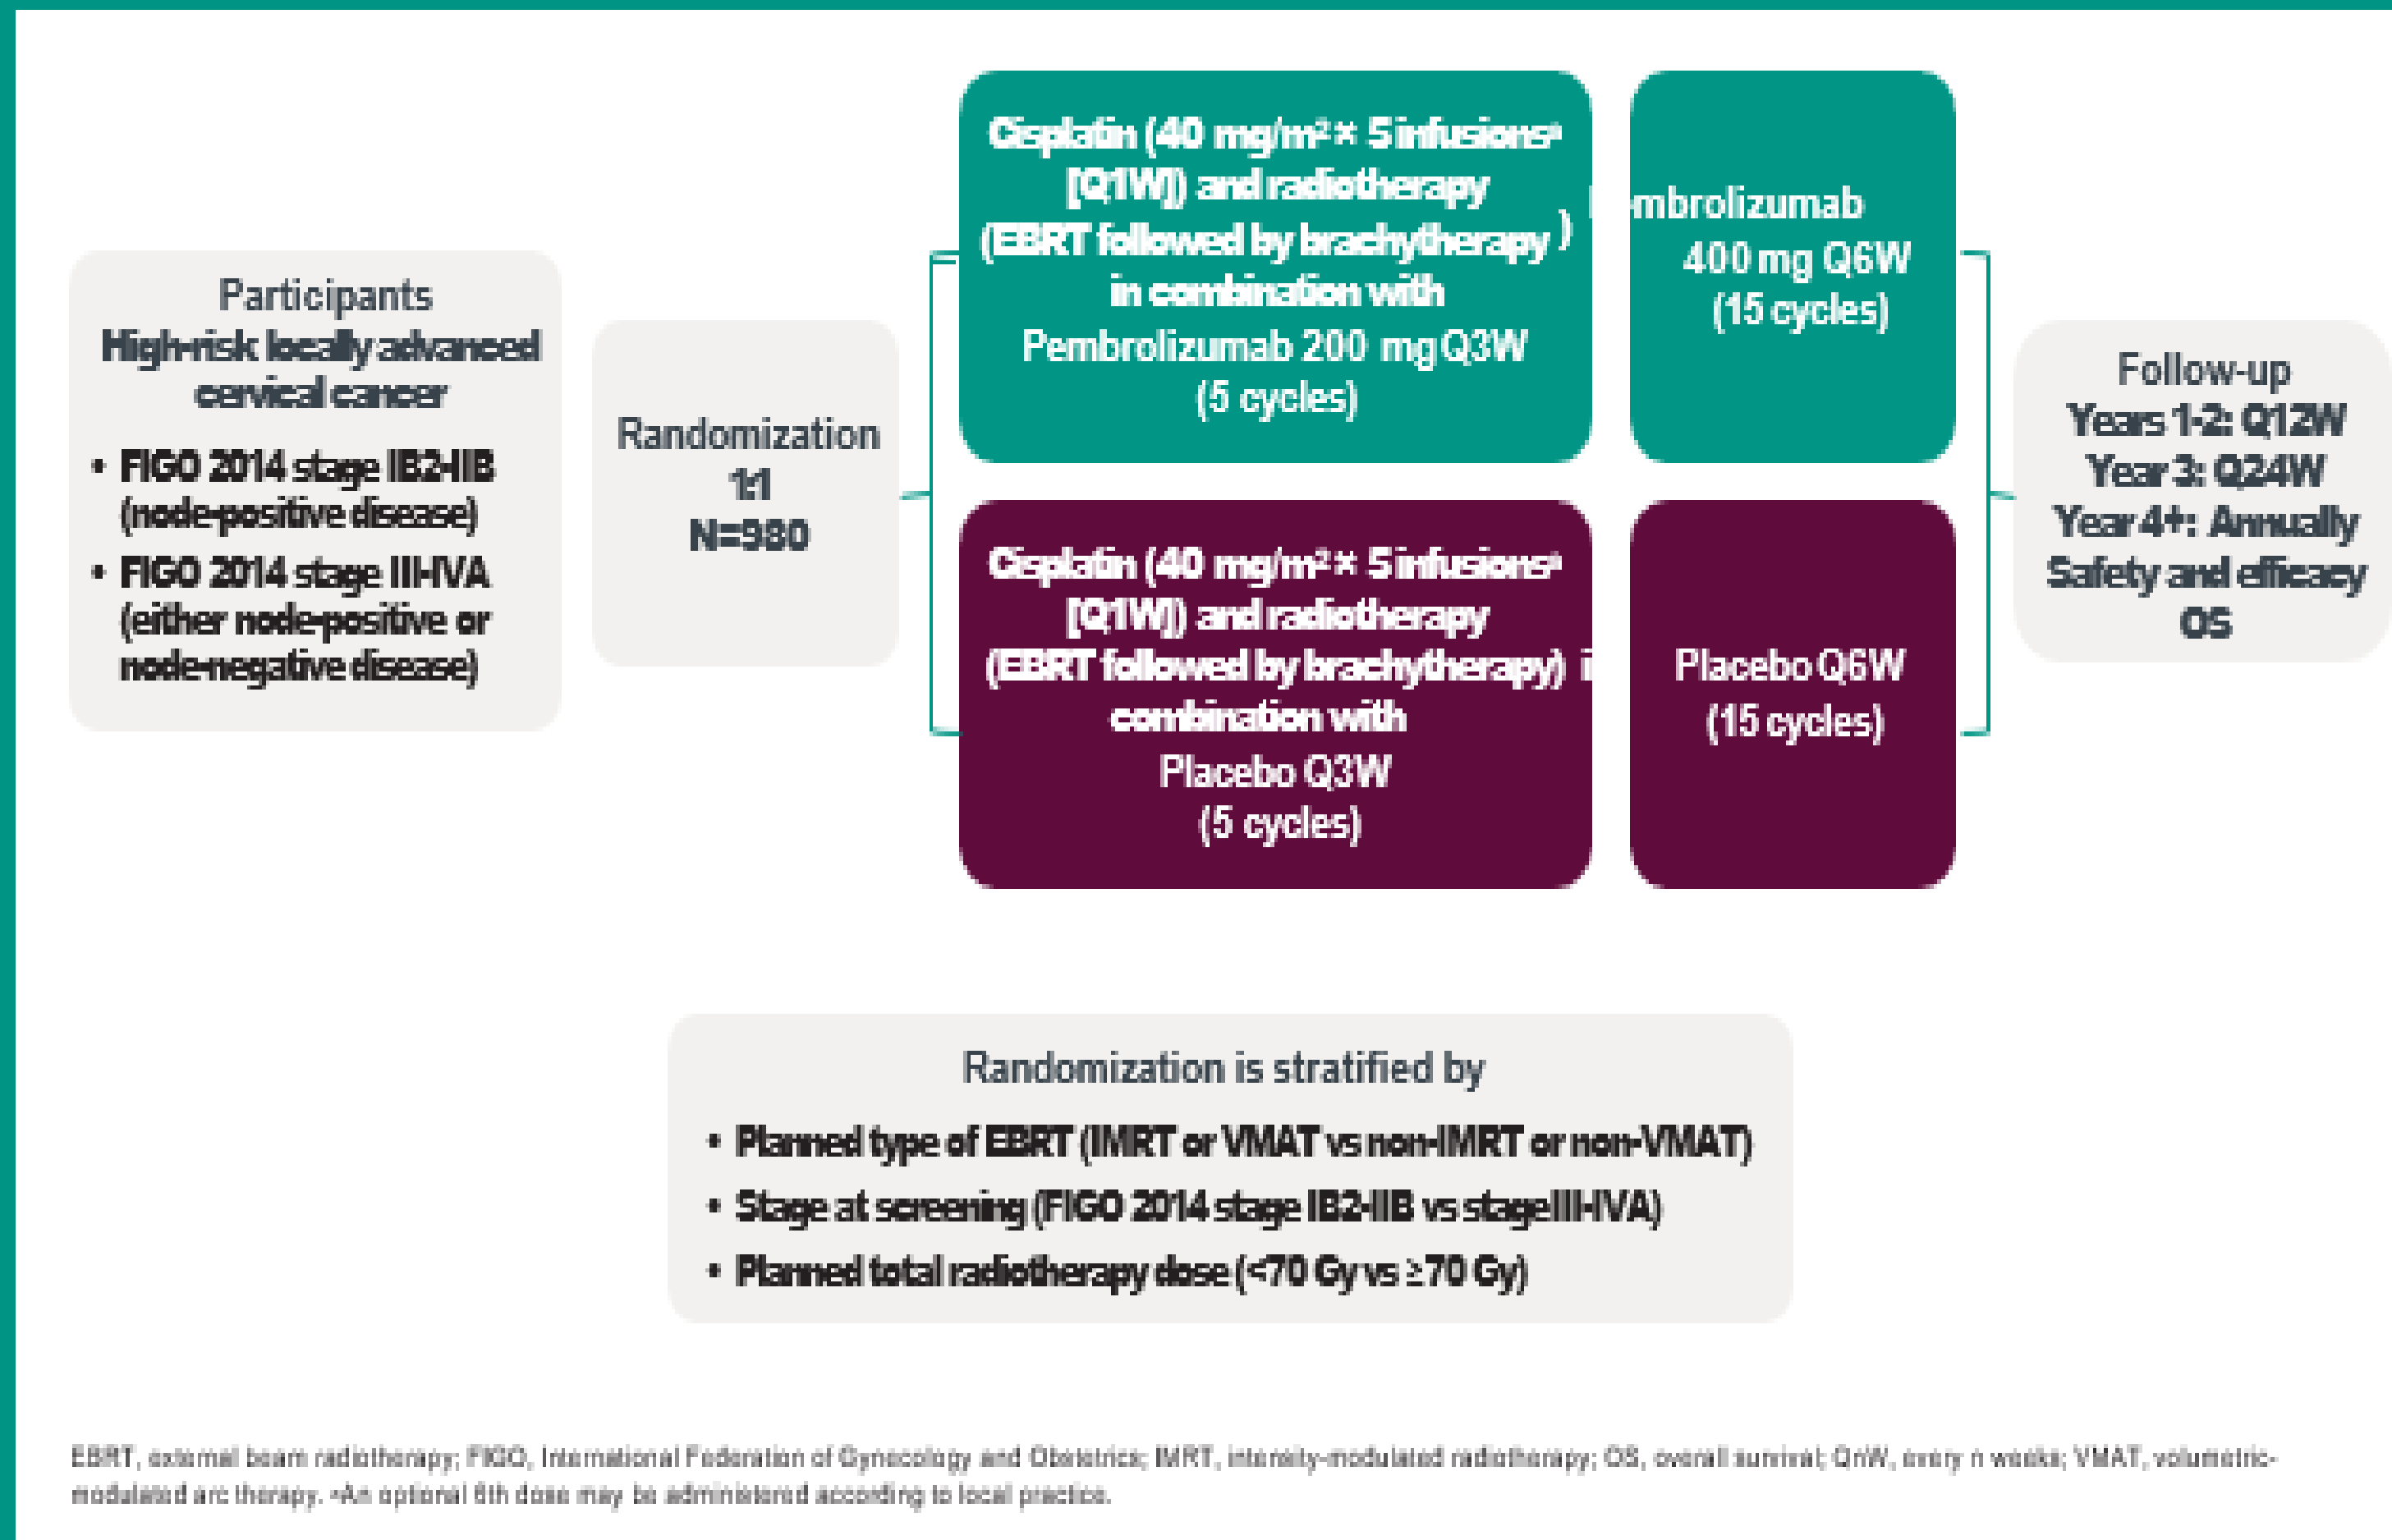 Participants
High-risk locally advanced
cervical cancer
• FIGO 2014 stage IB2-IIB
(node-positive disease)
• FIGO 2014 stage III-IVA
(either node-positive or
node-negative disease)
Randomization
1:1
N=980
Cisplatin (40 mg/m² × 5 infusionsᵃ
[Q1W]) and radiotherapy
(EBRT followed by brachytherapy )
in combination with
Pembrolizumab 200 mg Q3W
(5 cycles)
mbrolizumab
400 mg Q6W
(15 cycles)
Cisplatin (40 mg/m² × 5 infusionsᵃ
[Q1W]) and radiotherapy
(EBRT followed by brachytherapy) i
combination with
Placebo Q3W
(5 cycles)
Placebo Q6W
(15 cycles)
Follow-up
Years 1-2: Q12W
Year 3: Q24W
Year 4+: Annually
Safety and efficacy
OS
Randomization is stratified by
• Planned type of EBRT (IMRT or VMAT vs non-IMRT or non-VMAT)
• Stage at screening (FIGO 2014 stage IB2-IIB vs stage III-IVA)
• Planned total radiotherapy dose (<70 Gy vs ≥70 Gy)
EBRT, external beam radiotherapy; FIGO, International Federation of Gynecology and Obstetrics; IMRT, intensity-modulated radiotherapy; OS, overall survival; QnW, every n weeks; VMAT, volumetric-
modulated arc therapy. ᵃAn optional 6th dose may be administered according to local practice.